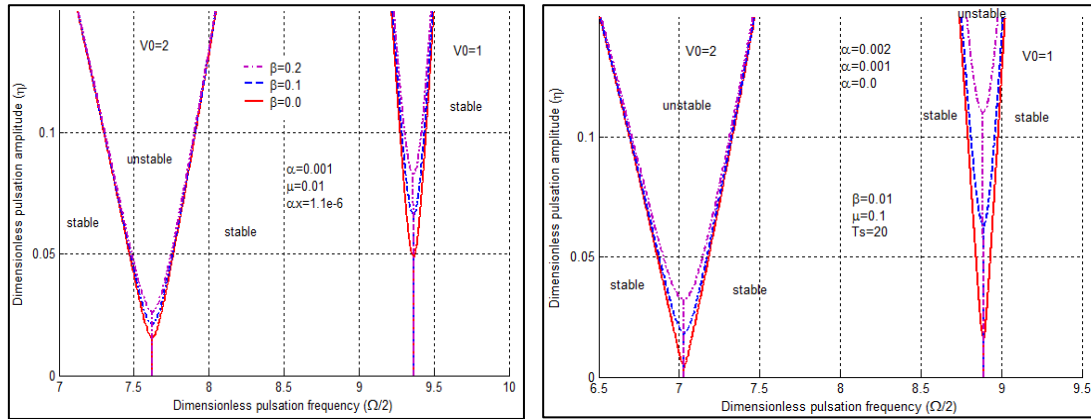 V0=2
V0=1
β=0.2
β=0.1
β=0.0
stable
unstable
α=0.001
μ=0.01
αx=1.1e-6
stable
stable
0.1
0.05
0
7
7.5
8
8.5
9
9.5
10
Dimensionless pulsation amplitude (η)
Dimensionless pulsation frequency (Ω/2)
unstable
V0=2
α=0.002
α=0.001
α=0.0
V0=1
unstable
stable
stable
β=0.01
μ=0.1
Ts=20
stable
stable
0.1
0.05
0
6.5
7
7.5
8
8.5
9
9.5
Dimensionless pulsation amplitude (η)
Dimensionless pulsation frequency (Ω/2)